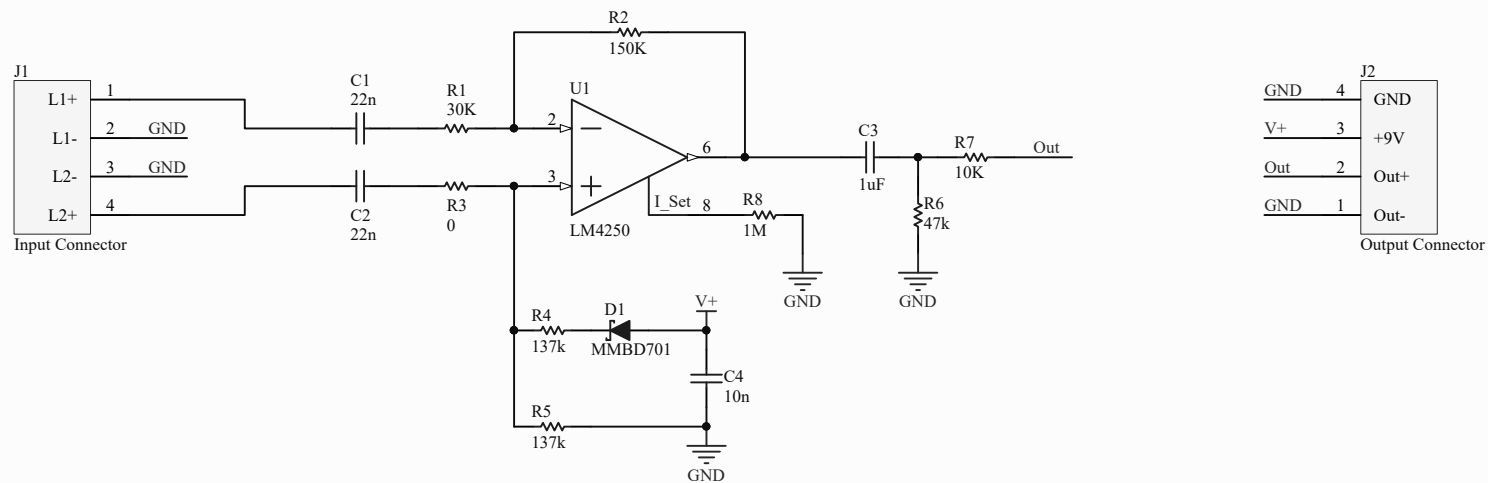 R2
150K
J1
L1+
1
L1-
2
GND
L2-
3
GND
L2+
4
Input Connector
C1
22n
R1
30K
C2
22n
R3
0
U1
2
3
6
I_Set
8
LM4250
R8
1M
GND
C3
1uF
R7
10K
Out
R6
47k
GND
R4
137k
D1
MMBD701
V+
C4
10n
R5
137k
GND
J2
GND
4
GND
V+
3
+9V
Out
2
Out+
GND
1
Out-
Output Connector